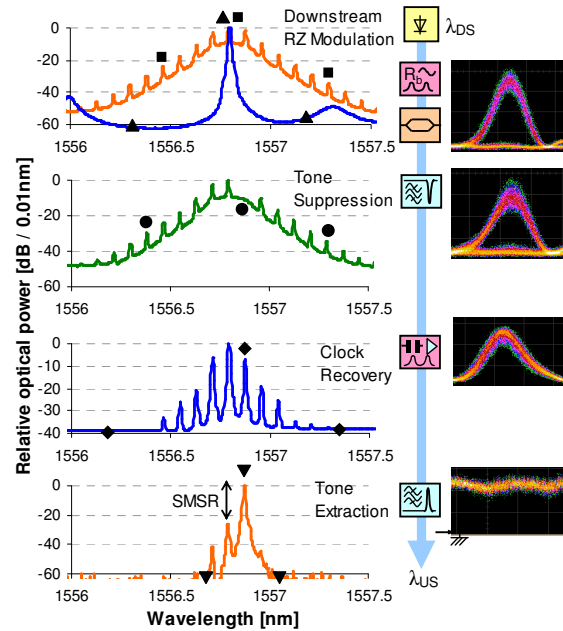 Relative optical power [dB / 0.01nm]
Downstream
RZ Modulation
0
-20
-40
-60
-80
1556
1556.5
1557
1557.5
Tone
Suppression
0
-20
-40
-60
1556
1556.5
1557
1557.5
Clock
Recovery
0
-10
-20
-30
-40
1556
1556.5
1557
1557.5
SMSR
Tone
Extraction
0
-20
-40
-60
1556
1556.5
1557
1557.5
Wavelength [nm]
λDS
Rb
λUS